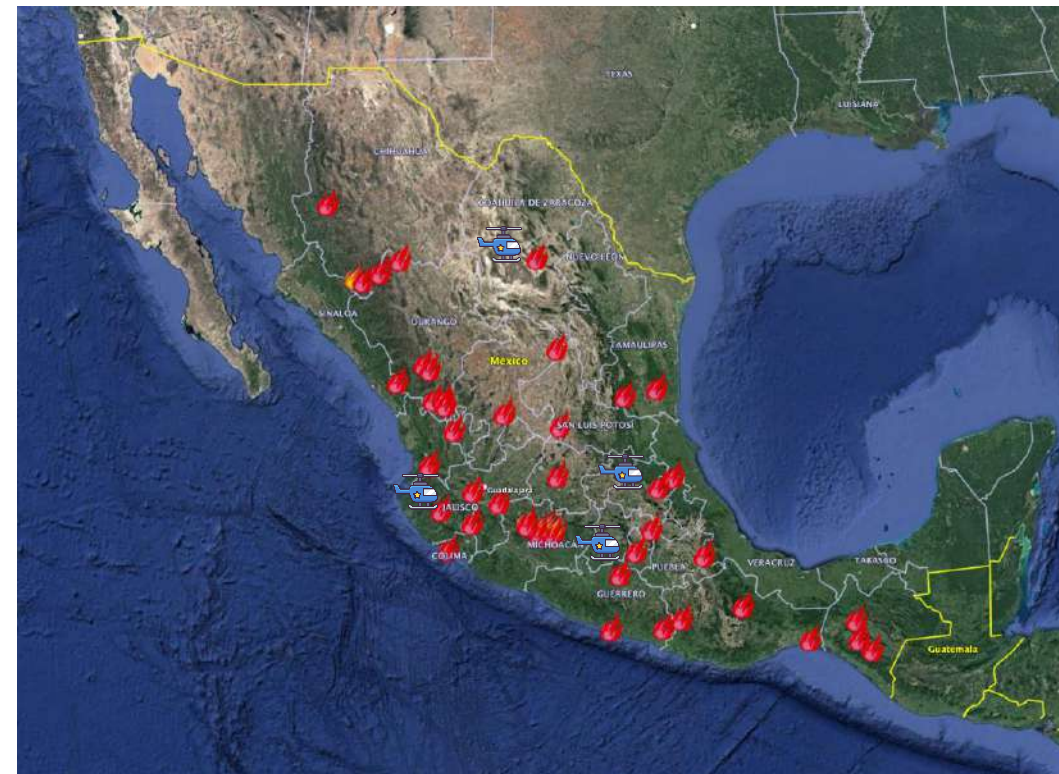 TEXAS
LUISIANA
CHIHUAHUA
COAHUILA DE ZARAGOZA
NUEVO LEÓN
SINALOA
DURANGO
TAMAULIPAS
México
SAN LUIS POTOSÍ
Guadalajara
JALISCO
MICHOACÁN
COLIMA
PUEBLA
VERACRUZ
TABASCO
GUERRERO
Guatemala